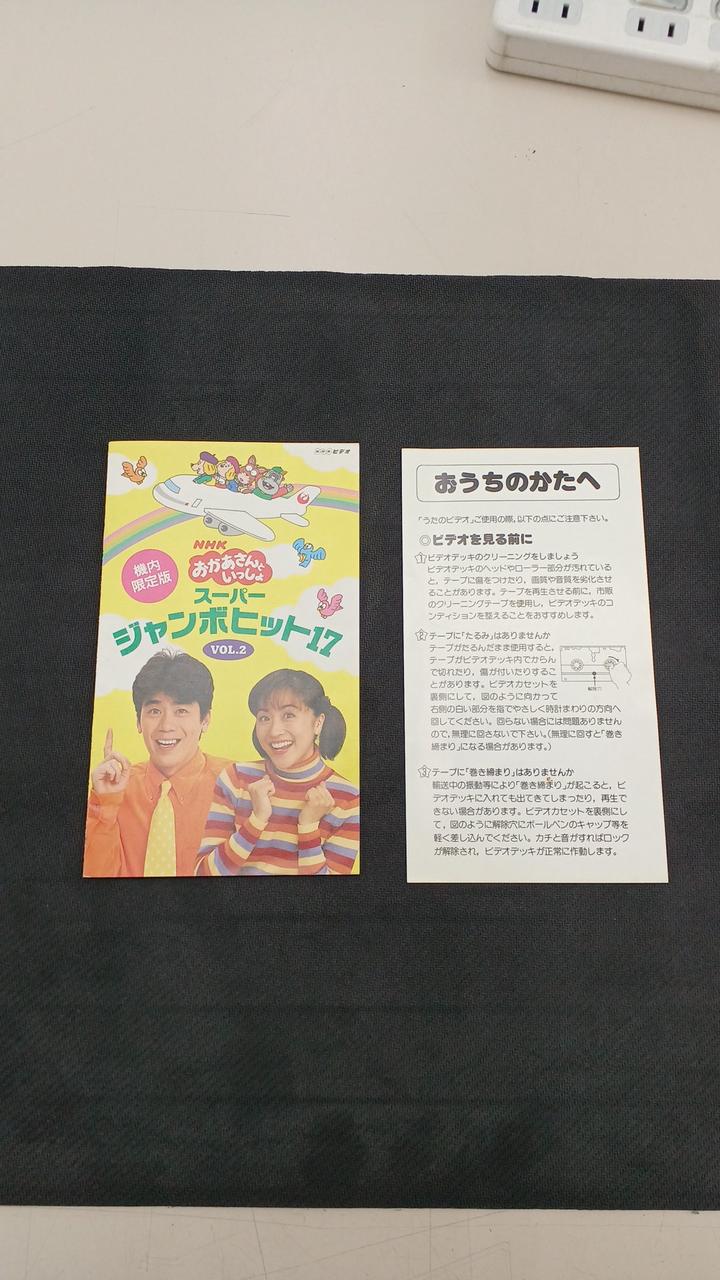 NHK ビデオ
機内
限定版
NHK
おかあさんと
いっしょ
スーパー
ジャンボヒット17
VOL.2
おうちのかたへ
「うたのビデオ」ご使用の際、以下の点にご注意下さい。
◎ビデオを見る前に
1 ビデオデッキのクリーニングをしましょう
ビデオデッキのヘッドやローラー部分が汚れている
と、テープに傷をつけたり、画質や音質を劣化させ
ることがあります。テープを再生させる前に、市販
のクリーニングテープを使用し、ビデオデッキのコ
ンディションを整えることをおすすめします。
2 テープに「たるみ」はありませんか
テープがたるんだまま使用すると、
テープがビデオデッキ内でからん
で切れたり、傷が付いたりするこ
とがあります。ビデオカセットを
裏側にして、図のように向かって
右側の白い部分を指でやさしく時計まわりの方向へ
回してください。回らない場合には問題ありません
ので、無理に回さないで下さい。(無理に回すと「巻き
締まり」になる場合があります。)
解除穴
3 テープに「巻き締まり」はありませんか
輸送中の振動等により「巻き締まり」が起こると、ビ
デオデッキに入れても出てきてしまったり、再生で
きない場合があります。ビデオカセットを裏側にし
て、図のように解除穴にボールペンのキャップ等を
軽く差し込んでください。カチと音がすればロック
が解除され、ビデオデッキが正常に作動します。